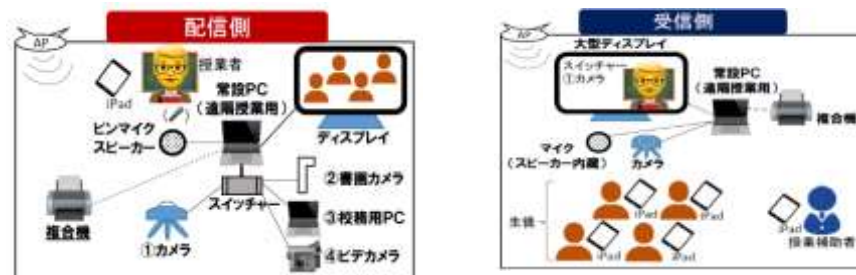 配信側
AP
授業者
iPad
常設PC
(遠隔授業用)
ピンマイク
スピーカー
ディスプレイ
②書画カメラ
スイッチャー
複合機
③校務用PC
①カメラ
④ビデカメラ
受信側
AP
大型ディスプレイ
スイッチャー
①カメラ
常設PC
(遠隔授業用)
複合機
マイク
(スピーカー内蔵)
カメラ
生徒
iPad
iPad
iPad
iPad
iPad
授業補助者